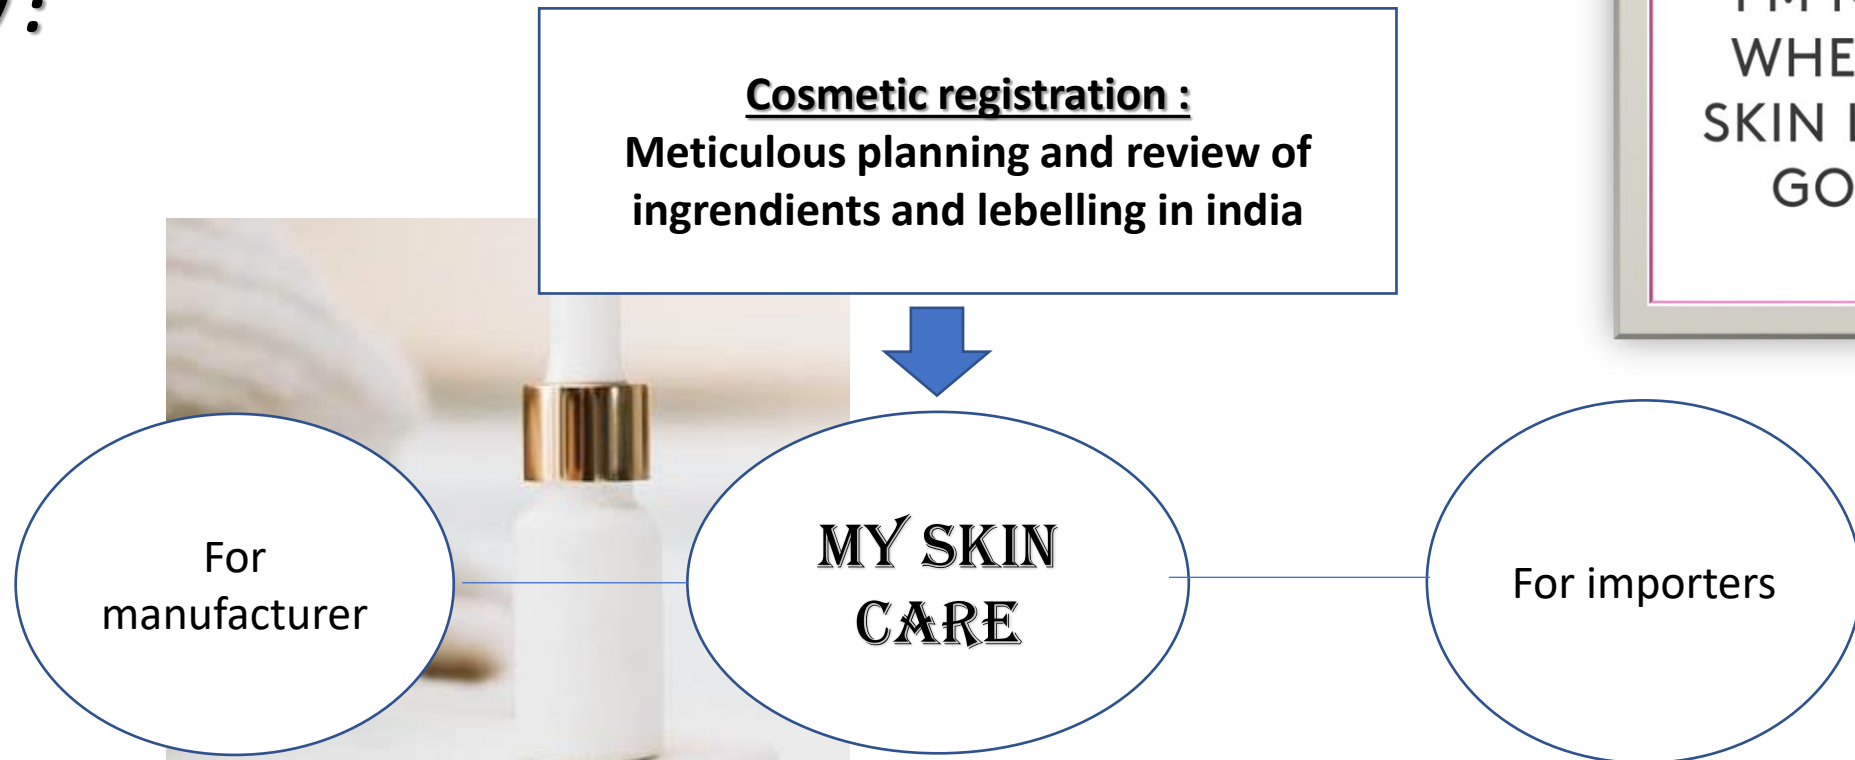 Cosmetic registration :
Meticulous planning and review of
ingrendients and lebelling in india
WHE
SKIN
GO
For
manufacturer
MY SKIN
CARE
For importers